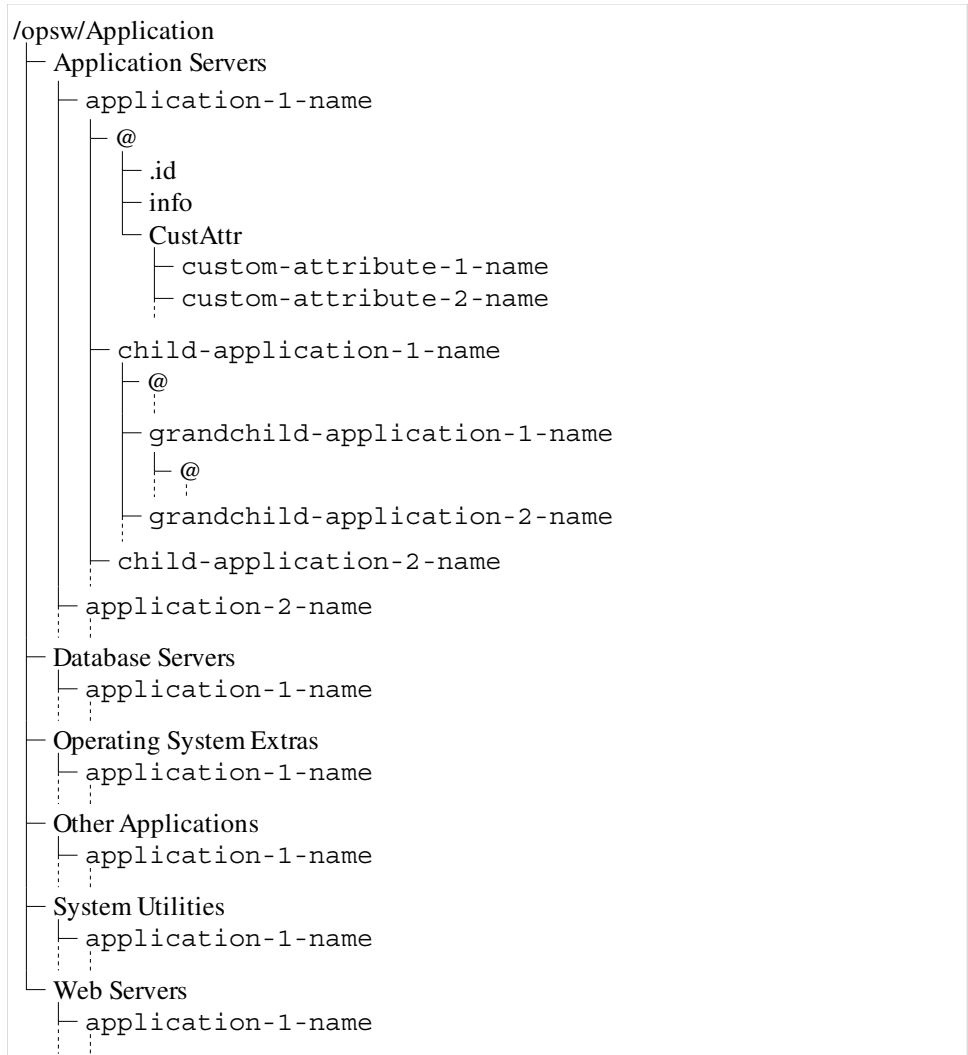 /opsw/Application
Application Servers
application-1-name
@
.id
info
CustAttr
custom-attribute-1-name
custom-attribute-2-name
child-application-1-name
@
grandchild-application-1-name
@
grandchild-application-2-name
child-application-2-name
application-2-name
Database Servers
application-1-name
Operating System Extras
application-1-name
Other Applications
application-1-name
System Utilities
application-1-name
Web Servers
application-1-name